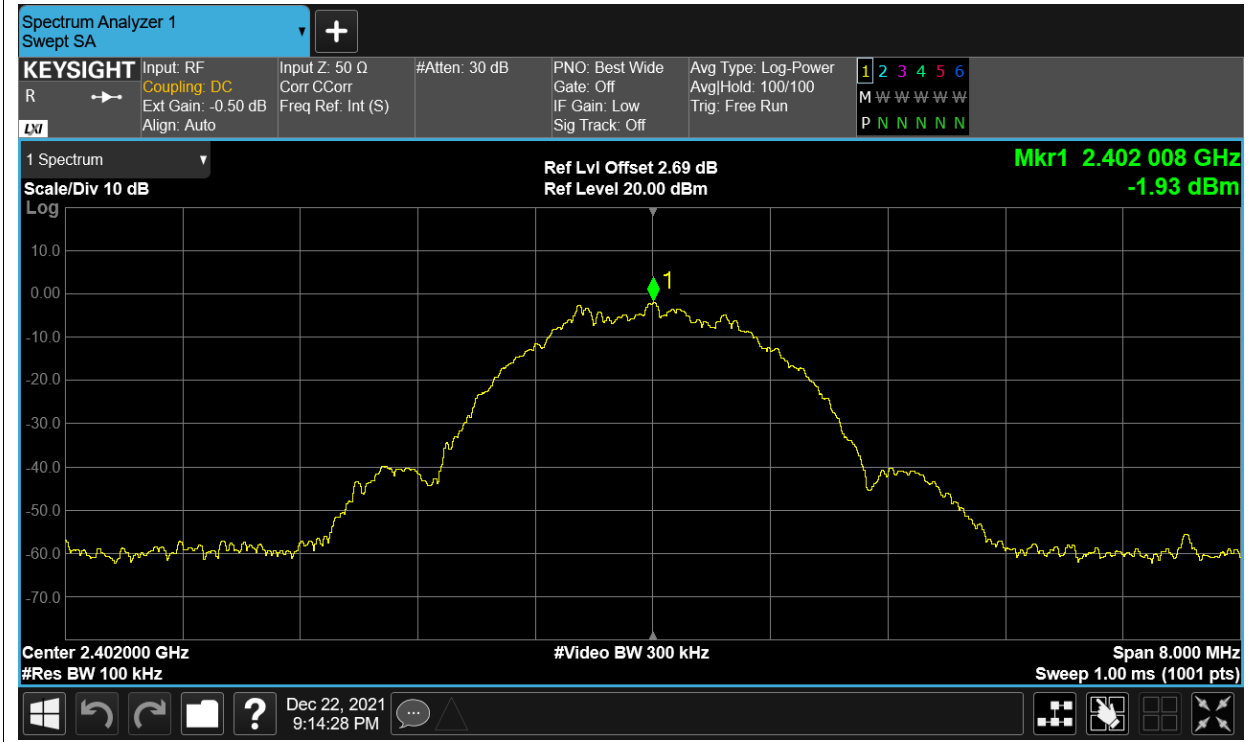 Spectrum Analyzer 1
Swept SA
KEYSIGHT
R
LXI
Input: RF
Coupling: DC
Ext Gain: -0.50 dB
Align: Auto
Input Z: 50 Ω
Corr CCorr
Freq Ref: Int (S)
#Atten: 30 dB
PNO: Best Wide
Gate: Off
IF Gain: Low
Sig Track: Off
Avg Type: Log-Power
Avg|Hold: 100/100
Trig: Free Run
1 2 3 4 5 6
M W W W W W
P N N N N N
1 Spectrum
Scale/Div 10 dB
Log
Ref Lvl Offset 2.69 dB
Ref Level 20.00 dBm
Mkr1 2.402 008 GHz
-1.93 dBm
10.0
0.00
-10.0
-20.0
-30.0
-40.0
-50.0
-60.0
-70.0
1
Center 2.402000 GHz
#Res BW 100 kHz
#Video BW 300 kHz
Span 8.000 MHz
Sweep 1.00 ms (1001 pts)
?
Dec 22, 2021
9:14:28 PM